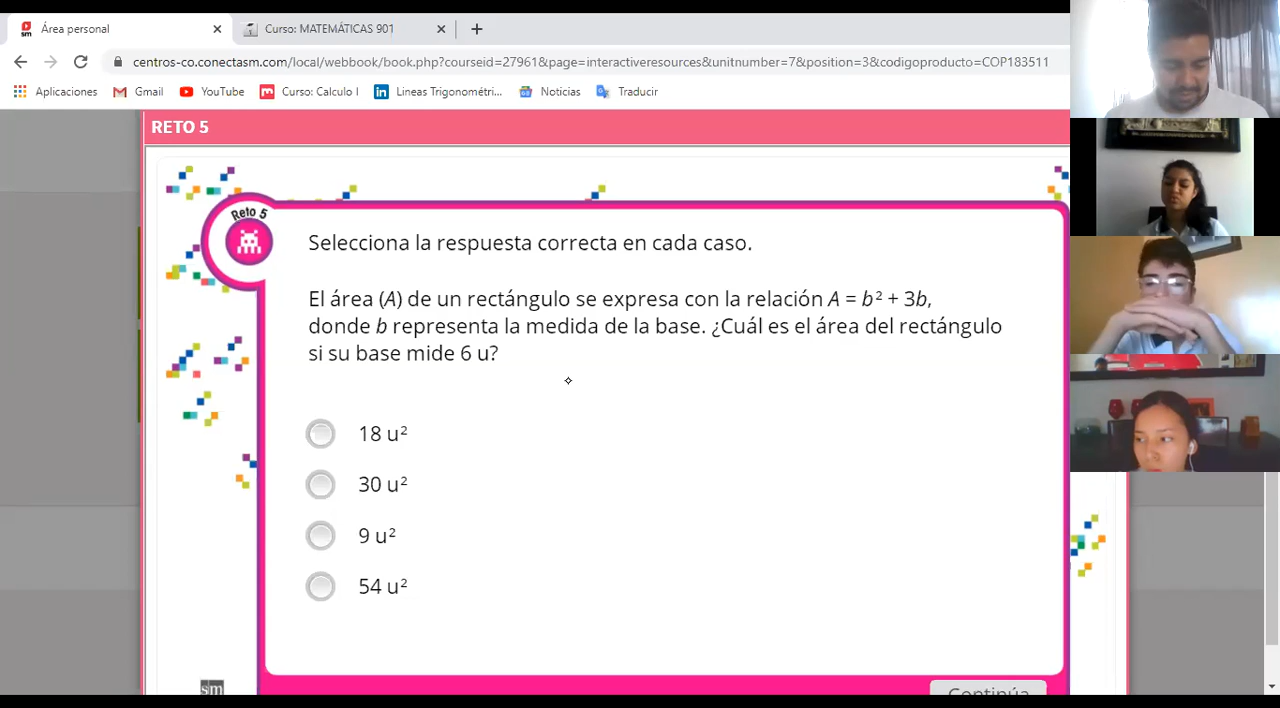 Área personal
Curso: MATEMÁTICAS 901
centros-co.conectasm.com/local/webbook/book.php?courseid=27961&page=interactiveresources&unitnumber=7&position=3&codigoproducto=COP183511
Aplicaciones
Gmail
YouTube
Curso: Calculo I
Lineas Trigonométri...
Noticias
Traducir
RETO 5
Reto 5
Selecciona la respuesta correcta en cada caso.
El área (A) de un rectángulo se expresa con la relación A = b² + 3b,
donde b representa la medida de la base. ¿Cuál es el área del rectángulo
si su base mide 6 u?
18 u²
30 u²
9 u²
54 u²
sm
Continúa